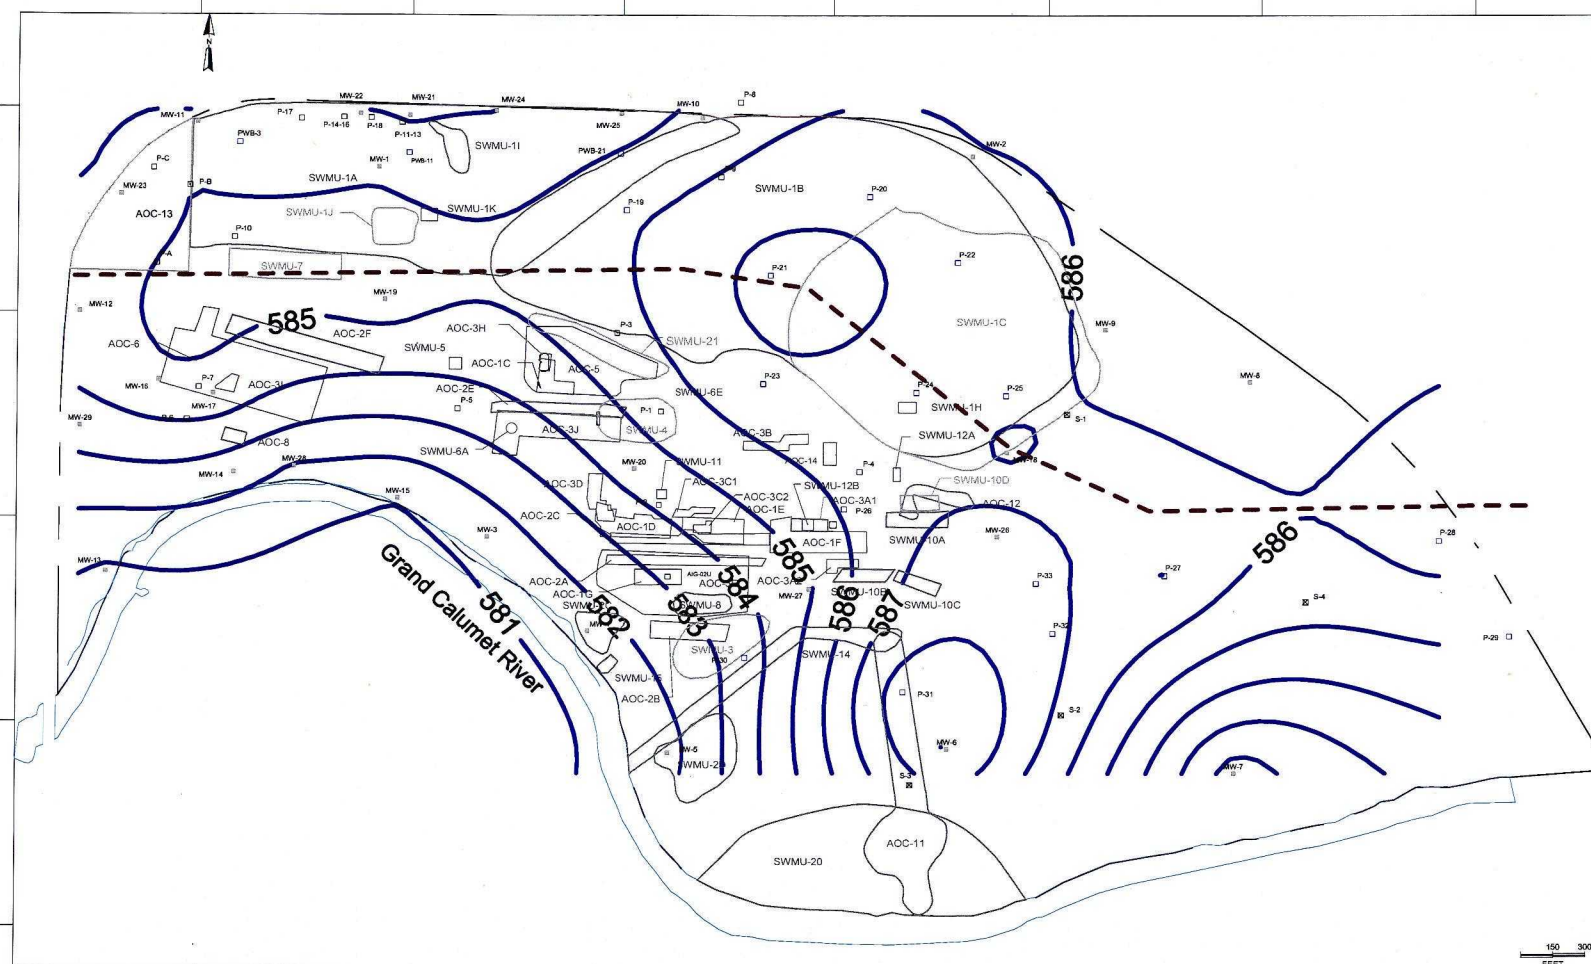 N
P-8
MW-22
MW-21
MW-24
MW-10
MW-11
P-17
P-14-16
P-18
P-11-13
MW-25
PWB-3
PWB-11
PWB-21
MW-2
SWMU-1I
P-C
MW-1
MW-23
P-B
SWMU-1A
SWMU-1B
P-20
AOC-13
SWMU-1J
SWMU-1K
P-19
P-10
SWMU-7
P-21
P-22
586
MW-12
MW-19
585
AOC-2F
AOC-3H
P-3
SWMU-21
SWMU-1C
MW-9
AOC-6
SWMU-5
AOC-1C
AOC-5
MW-16
P-7
MW-17
AOC-2E
P-5
P-1
SWMU-6E
P-23
P-24
P-25
MW-8
SWMU-1H
S-1
MW-29
AOC-8
AOC-3J
SWMU-4
SWMU-6A
AOC-3B
SWMU-12A
MW-14
MW-28
MW-20
SWMU-11
AOC-14
P-4
MW-18
SWMU-10D
MW-15
AOC-3D
AOC-3C1
SWMU-12B
AOC-3C2
AOC-3A1
AOC-12
AOC-2C
AOC-1E
P-26
MW-3
AOC-1D
AOC-1F
SWMU-10A
MW-26
P-28
586
MW-13
Grand Calumet River
AOC-2A
AOC-1G
585
AOC-3A2
MW-27
SWMU-10C
P-33
P-27
S-4
581
582
583
584
SWMU-8
586
587
P-32
P-29
SWMU-3
SWMU-14
AOC-2B
P-31
S-2
MW-6
MW-7
S-3
SWMU-20
AOC-11
150
300
FEET